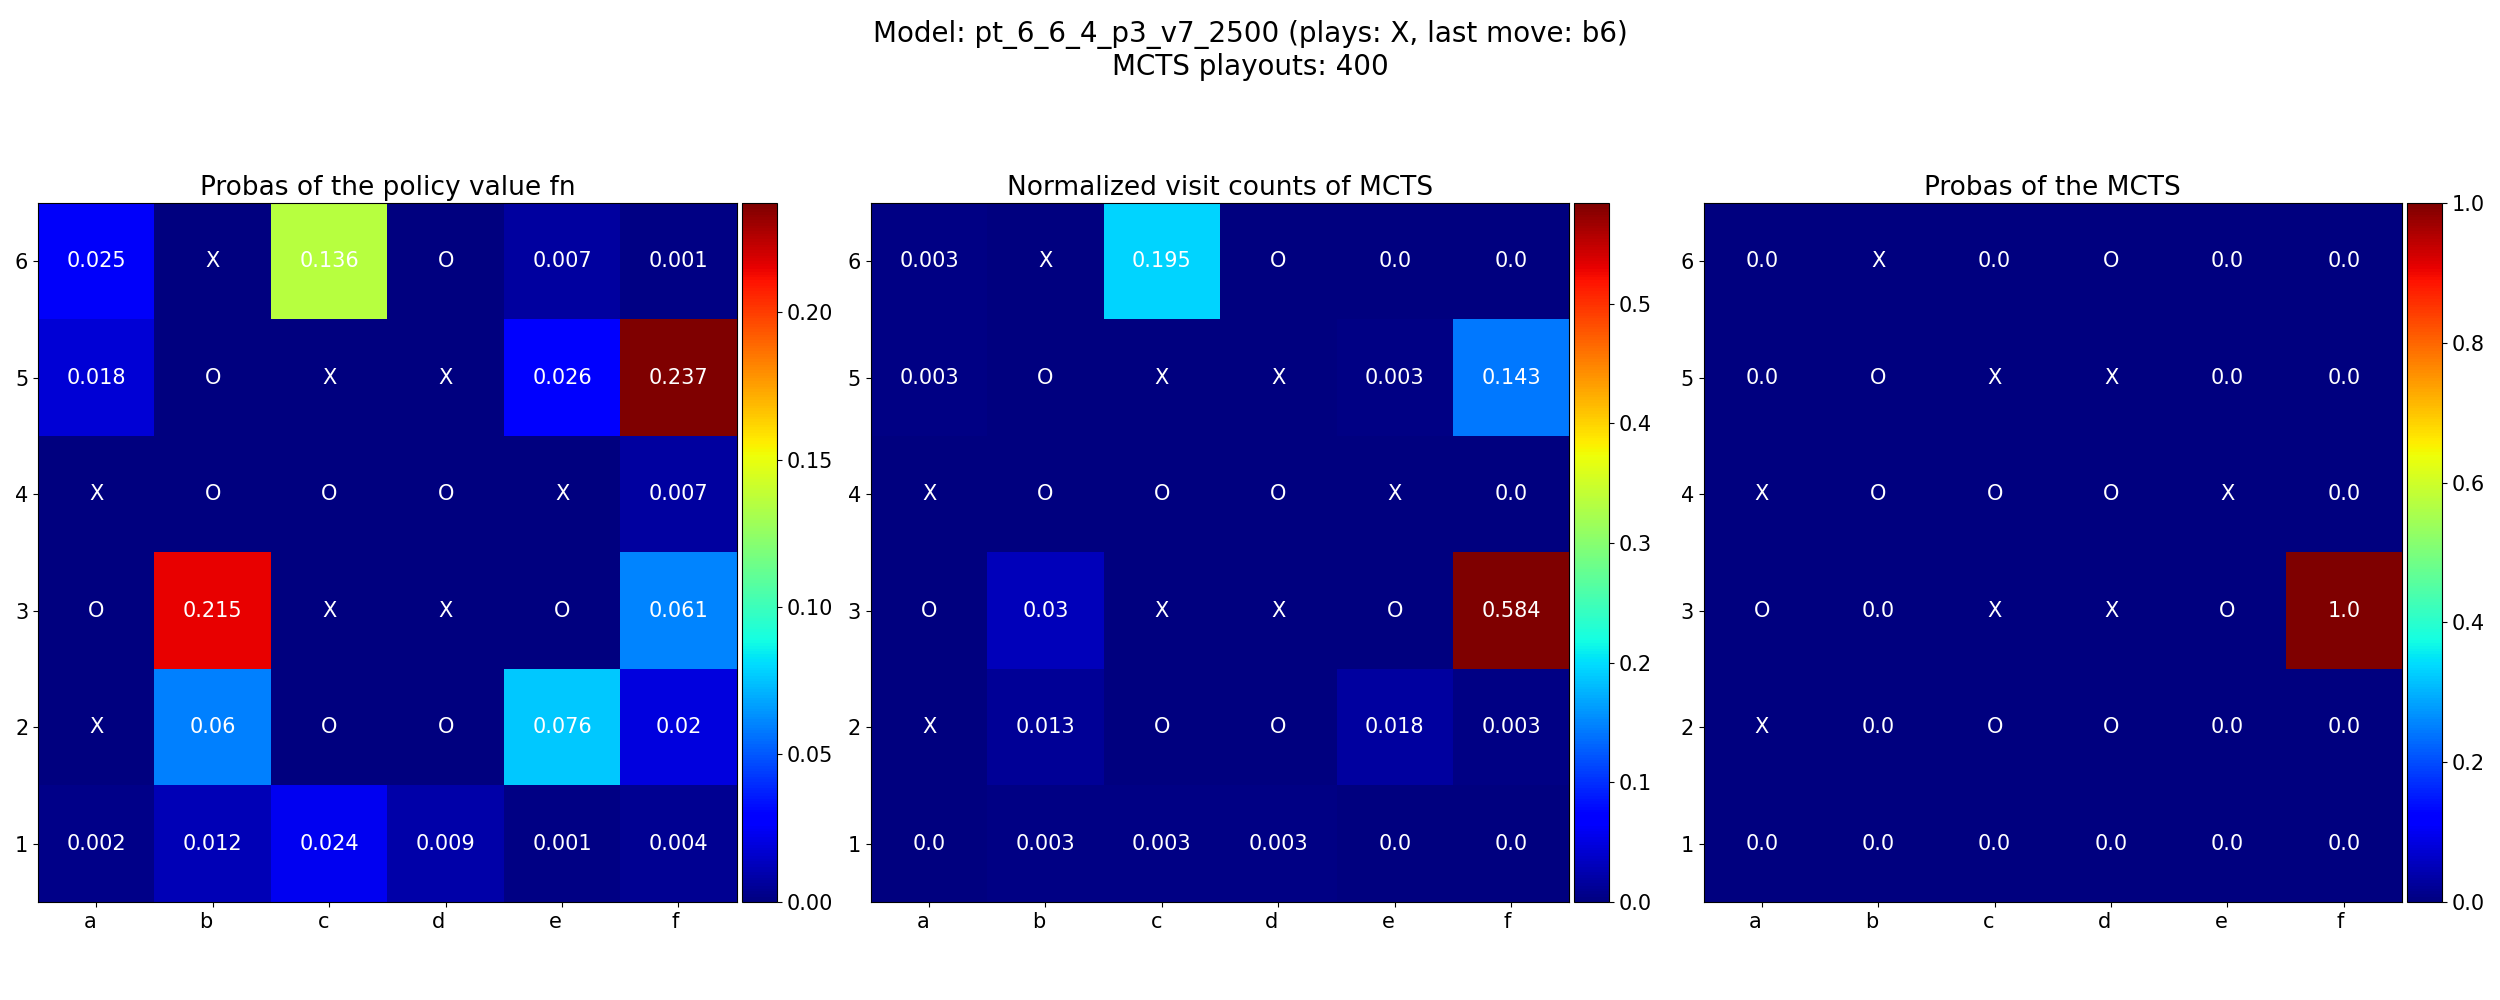 Model: pt_6_6_4_p3_v7_2500 (plays: X, last move: b6)
MCTS playouts: 400
Probas of the policy value fn
6 0.025 X 0.136 O 0.007 0.001
5 0.018 O X X 0.026 0.237
4 X O O O X 0.007
3 O 0.215 X X O 0.061
2 X 0.06 O O 0.076 0.02
1 0.002 0.012 0.024 0.009 0.001 0.004
a b c d e f
0.20
0.15
0.10
0.05
0.00
Normalized visit counts of MCTS
6 0.003 X 0.195 O 0.0 0.0
5 0.003 O X X 0.003 0.143
4 X O O O X 0.0
3 O 0.03 X X O 0.584
2 X 0.013 O O 0.018 0.003
1 0.0 0.003 0.003 0.003 0.0 0.0
a b c d e f
0.5
0.4
0.3
0.2
0.1
0.0
Probas of the MCTS
6 0.0 X 0.0 O 0.0 0.0
5 0.0 O X X 0.0 0.0
4 X O O O X 0.0
3 O 0.0 X X O 1.0
2 X 0.0 O O 0.0 0.0
1 0.0 0.0 0.0 0.0 0.0 0.0
a b c d e f
1.0
0.8
0.6
0.4
0.2
0.0